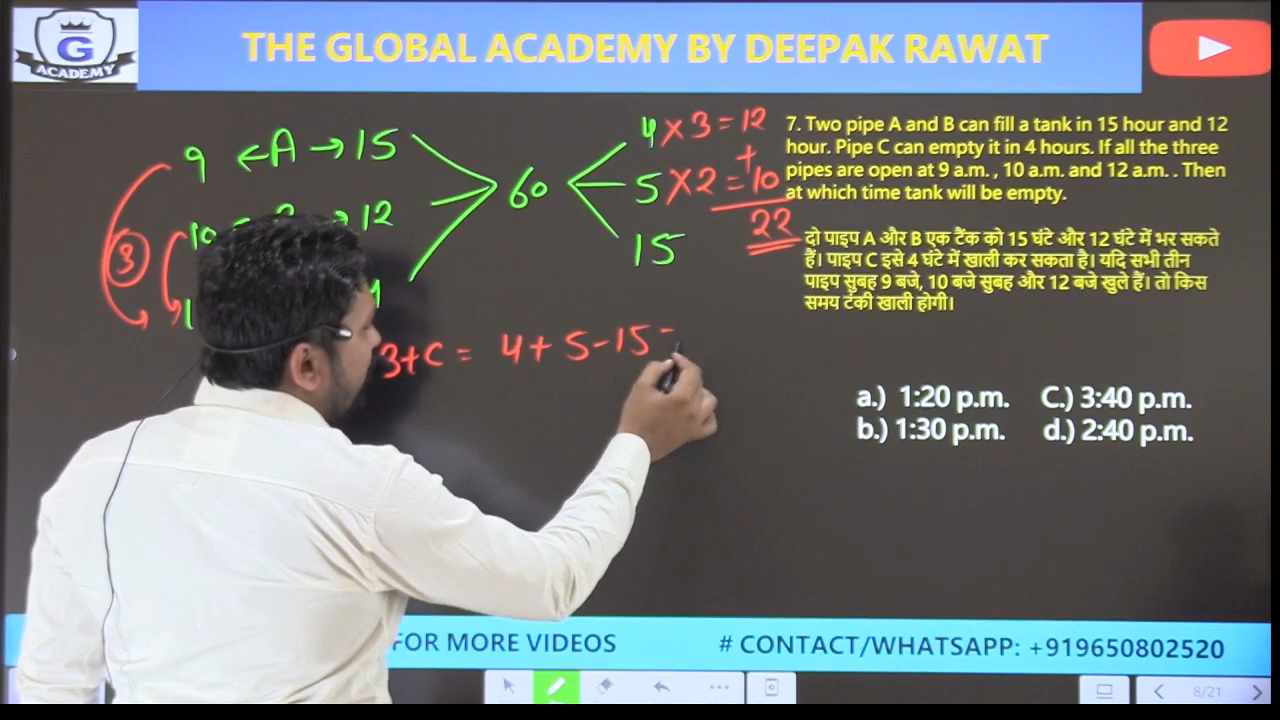 G
ACADEMY
THE GLOBAL ACADEMY BY DEEPAK RAWAT
9 ← A → 15
→ 12
60
4 × 3 = 12
+
5 × 2 = 10
22
15
3
4 + 5 - 15 =
7. Two pipe A and B can fill a tank in 15 hour and 12
hour. Pipe C can empty it in 4 hours. If all the three
pipes are open at 9 a.m. , 10 a.m. and 12 a.m. . Then
at which time tank will be empty.
दो पाइप A और B एक टैंक को 15 घंटे और 12 घंटे में भर सकते
हैं। पाइप C इसे 4 घंटे में खाली कर सकता है। यदि सभी तीन
पाइप सुबह 9 बजे, 10 बजे सुबह और 12 बजे खुले हैं। तो किस
समय टंकी खाली होगी।
a.) 1:20 p.m. C.) 3:40 p.m.
b.) 1:30 p.m. d.) 2:40 p.m.
FOR MORE VIDEOS # CONTACT/WHATSAPP: +919650802520
8/21